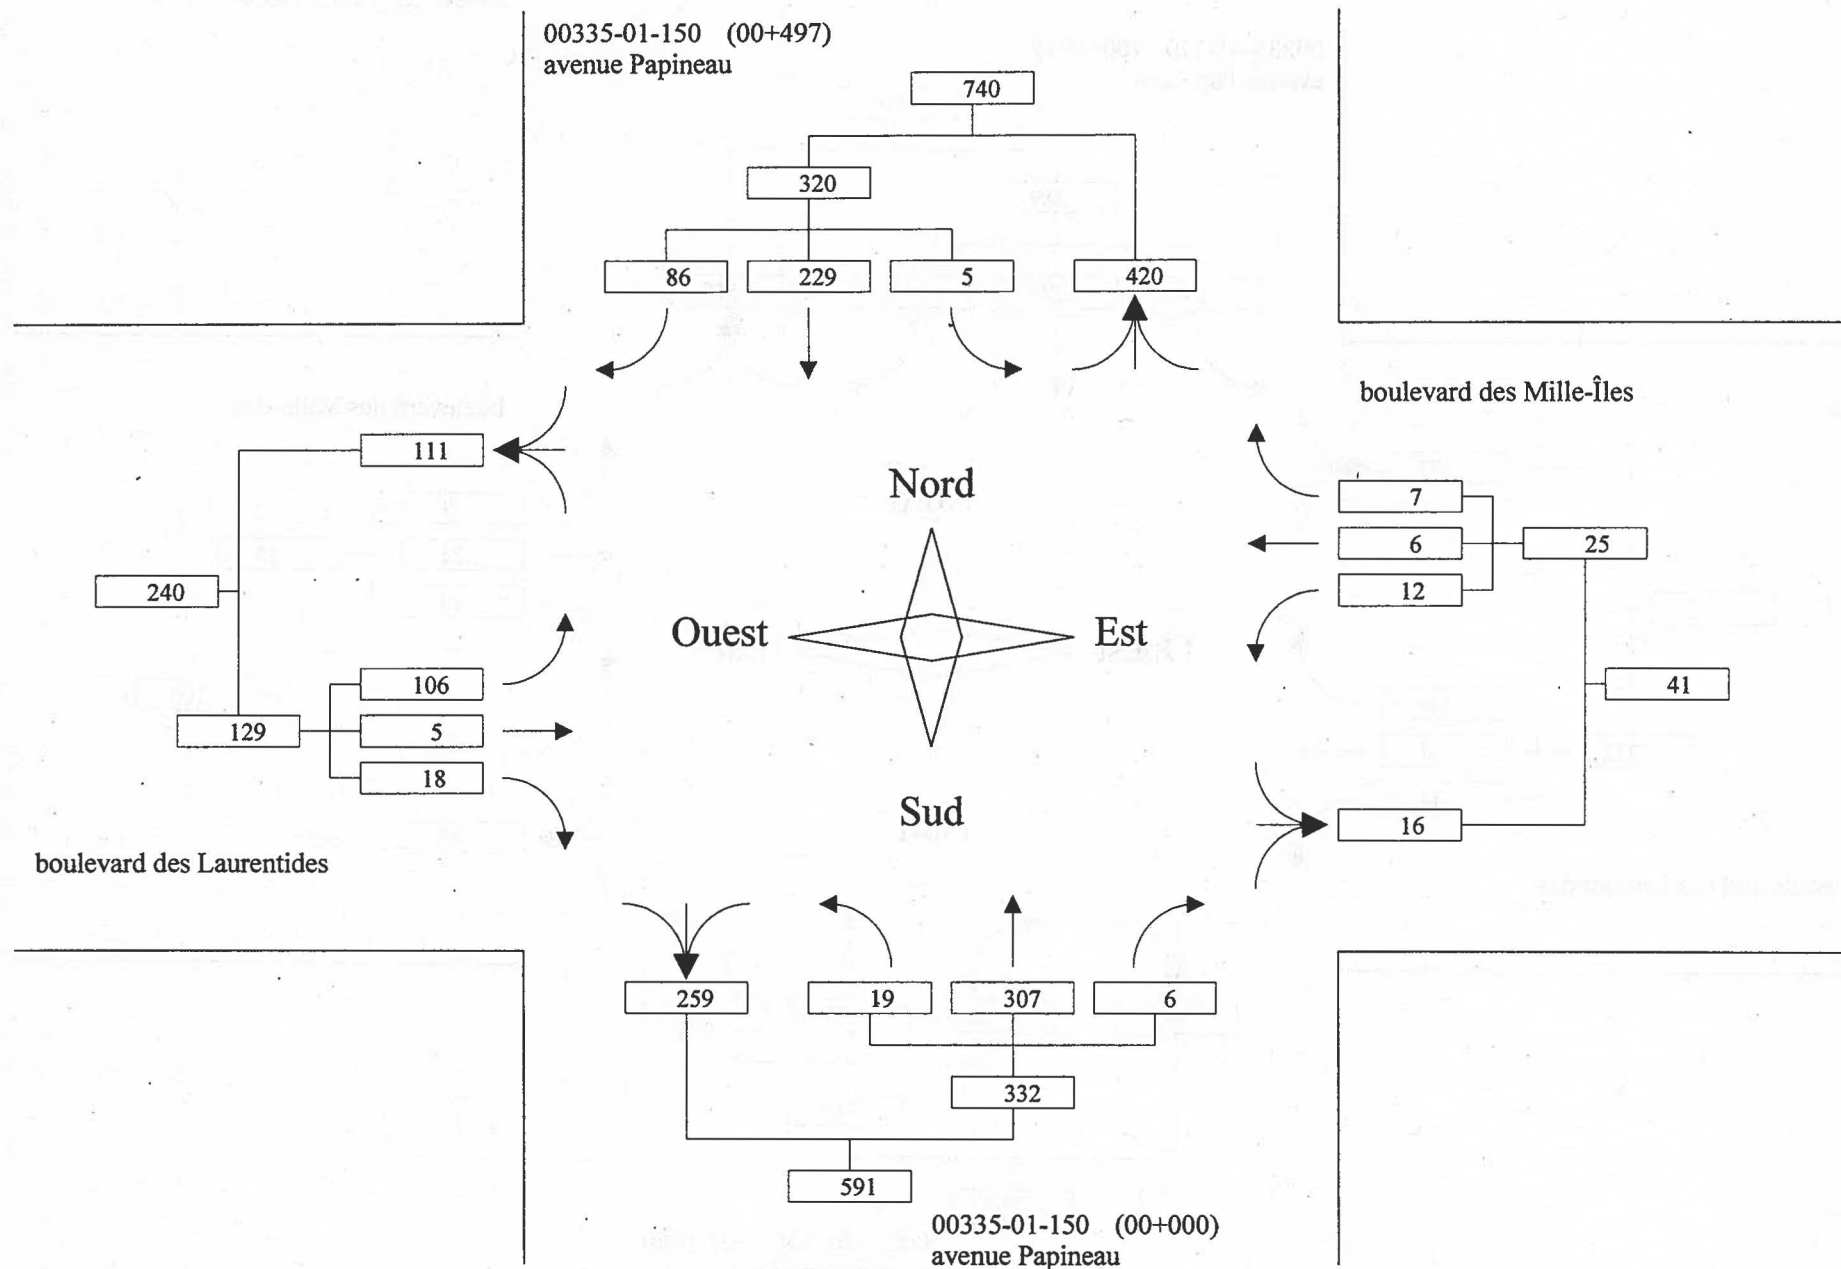 00335-01-150 (00+497)
avenue Papineau
740
320
86 229 5 420
boulevard des Mille-Îles
111
Nord
7
6 25
12
240
Ouest Est
106
41
129 5
18
Sud
16
boulevard des Laurentides
259 19 307 6
332
591
00335-01-150 (00+000)
avenue Papineau